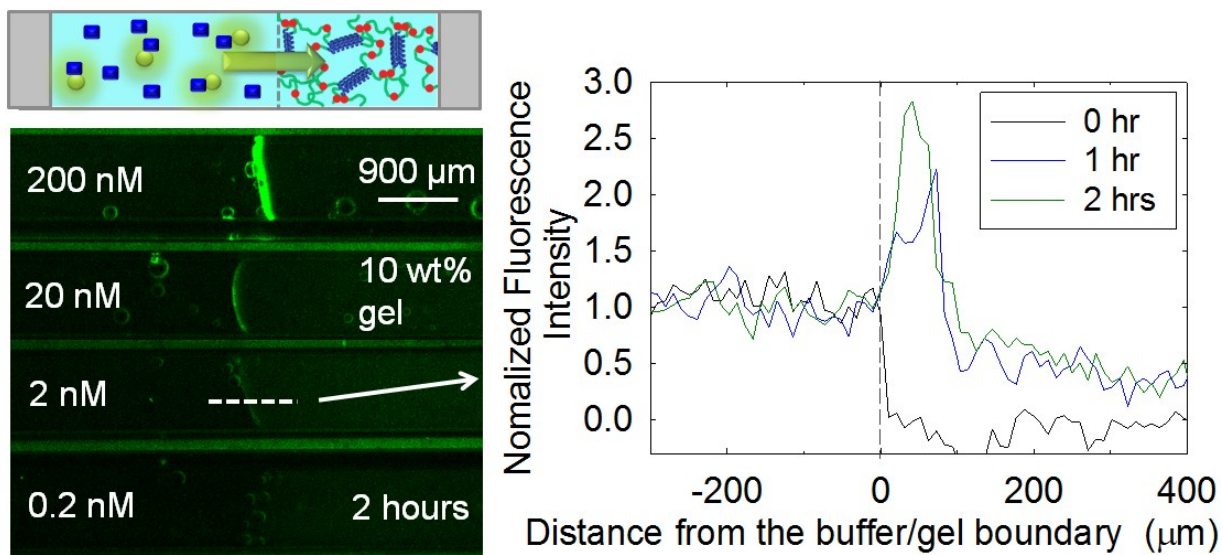 200 nM
900 μm
20 nM
10 wt%
gel
2 nM
0.2 nM
2 hours
Nomalized Fluorescence
Intensity
3.0
2.5
2.0
1.5
1.0
0.5
0.0
0 hr
1 hr
2 hrs
-200 0 200 400
Distance from the buffer/gel boundary (μm)